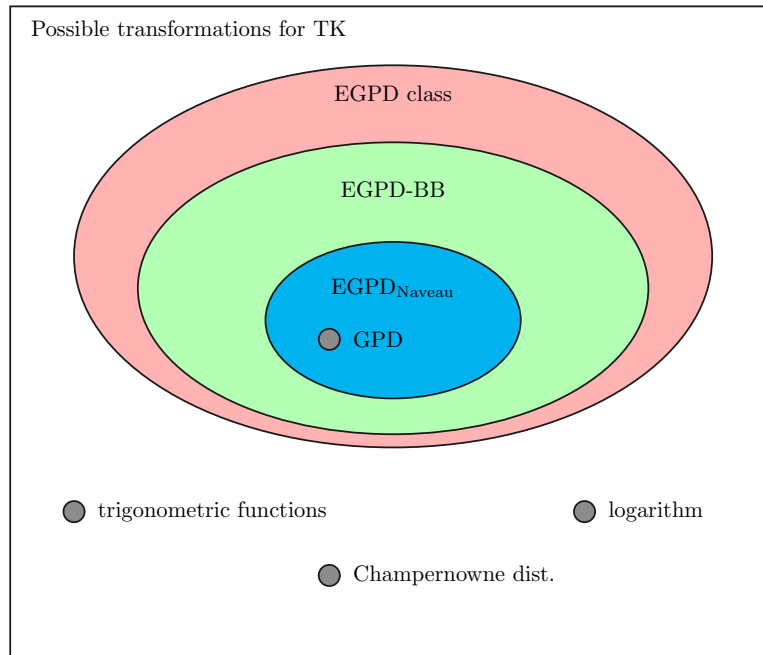 Possible transformations for TK
EGPD class
EGPD-BB
EGPD_Naveau
GPD
trigonometric functions
logarithm
Champernowne dist.